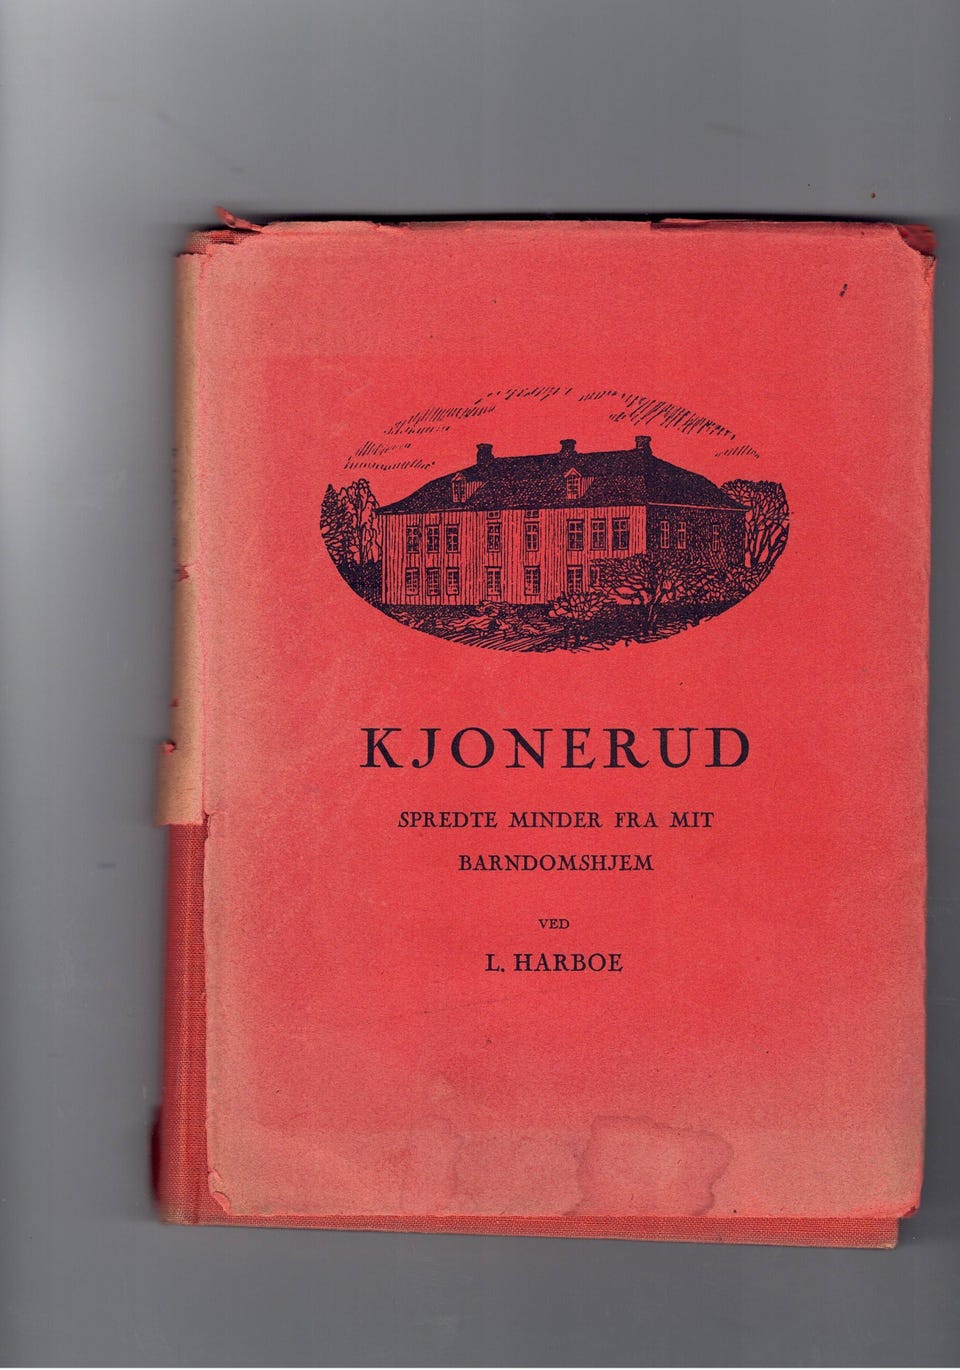 KJONERUD
SPREDTE MINDER FRA MIT
BARNDOMSHJEM
VED
L. HARBOE